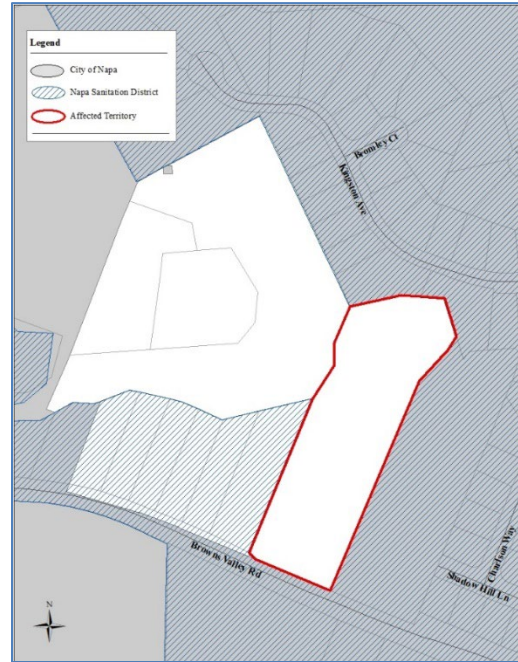 Legend
City of Napa
Napa Sanitation District
Affected Territory
Bromley Ct
Kingston Ave
Browns Valley Rd
Charlson Way
Shadow Hill Ln
N